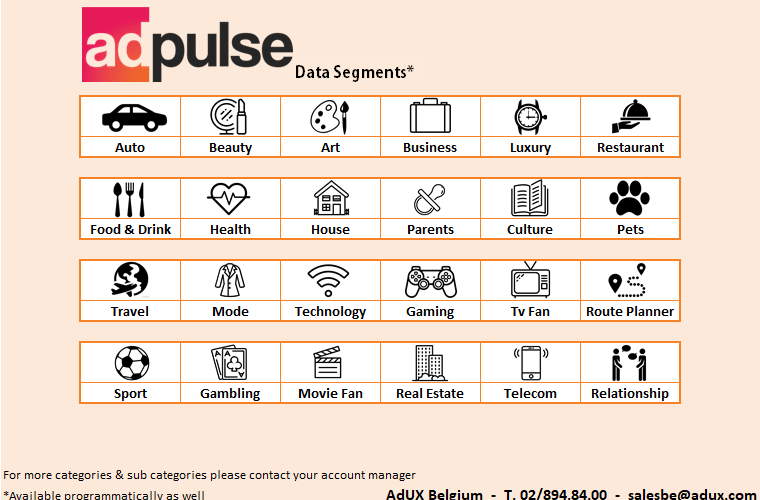 adpulse
Data Segments*
Auto Beauty Art Business Luxury Restaurant
Food & Drink Health House Parents Culture Pets
Travel Mode Technology Gaming Tv Fan Route Planner
A A
Sport Gambling Movie Fan Real Estate Telecom Relationship
For more categories & sub categories please contact your account manager
*Available programmatically as well
AdUX Belgium - T. 02/894.84.00 - salesbe@adux.com